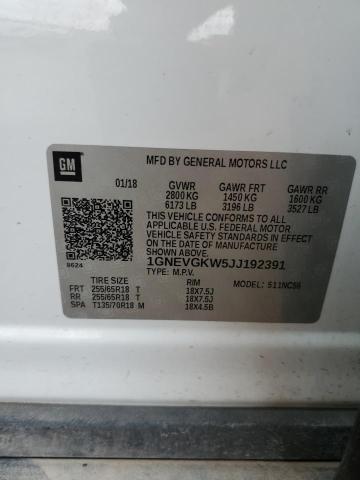 GM
MFD BY GENERAL MOTORS LLC
01/18 GVWR GAWR FRT GAWR RR
2800 KG 1450 KG 1600 KG
6173 LB 3196 LB 3527 LB
THIS VEHICLE CONFORMS TO ALL
APPLICABLE U.S. FEDERAL MOTOR
VEHICLE SAFETY STANDARDS IN
EFFECT ON THE DATE OF MANUFACTURE
SHOWN ABOVE.
8624 1GNEVGKW5JJ192391
TYPE: M.P.V.
TIRE SIZE RIM MODEL:
FRT 255/65R18 T 18X7.5J
RR 255/65R18 T 18X7.5J
SPA T135/70R18 M 18X4.5B